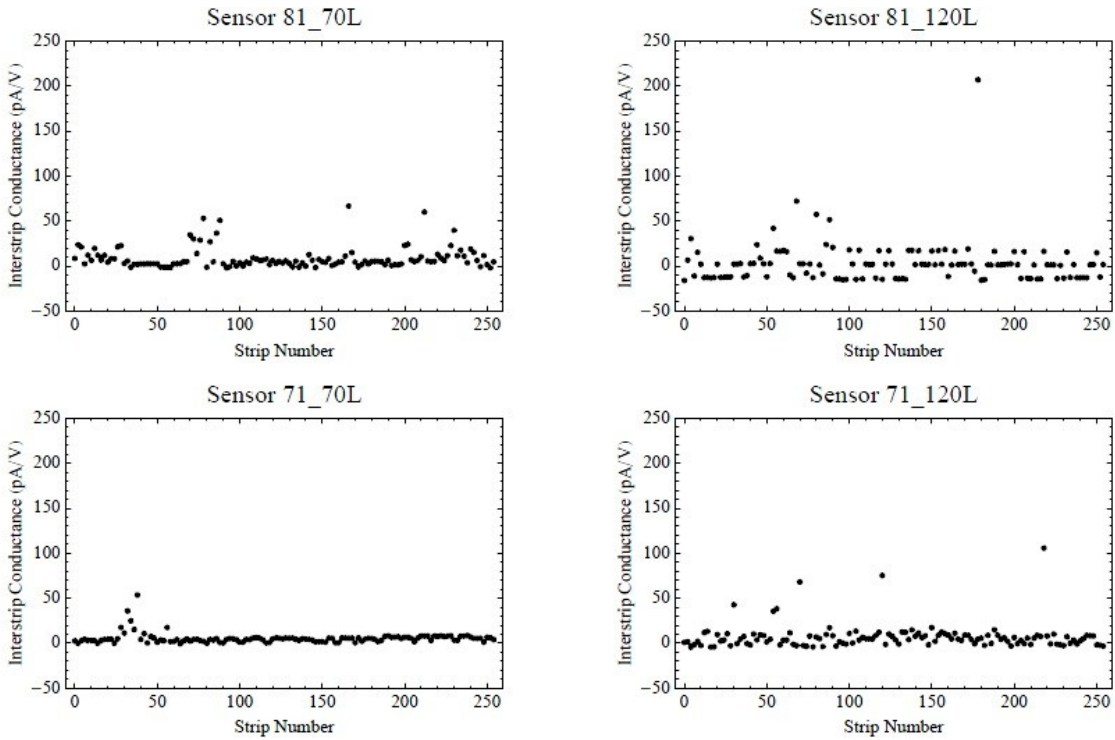 Sensor 81_70L
Interstrip Conductance (pA/V)
250
200
150
100
50
0
−50
0 50 100 150 200 250
Strip Number
Sensor 81_120L
Interstrip Conductance (pA/V)
250
200
150
100
50
0
−50
0 50 100 150 200 250
Strip Number
Sensor 71_70L
Interstrip Conductance (pA/V)
250
200
150
100
50
0
−50
0 50 100 150 200 250
Strip Number
Sensor 71_120L
Interstrip Conductance (pA/V)
250
200
150
100
50
0
−50
0 50 100 150 200 250
Strip Number